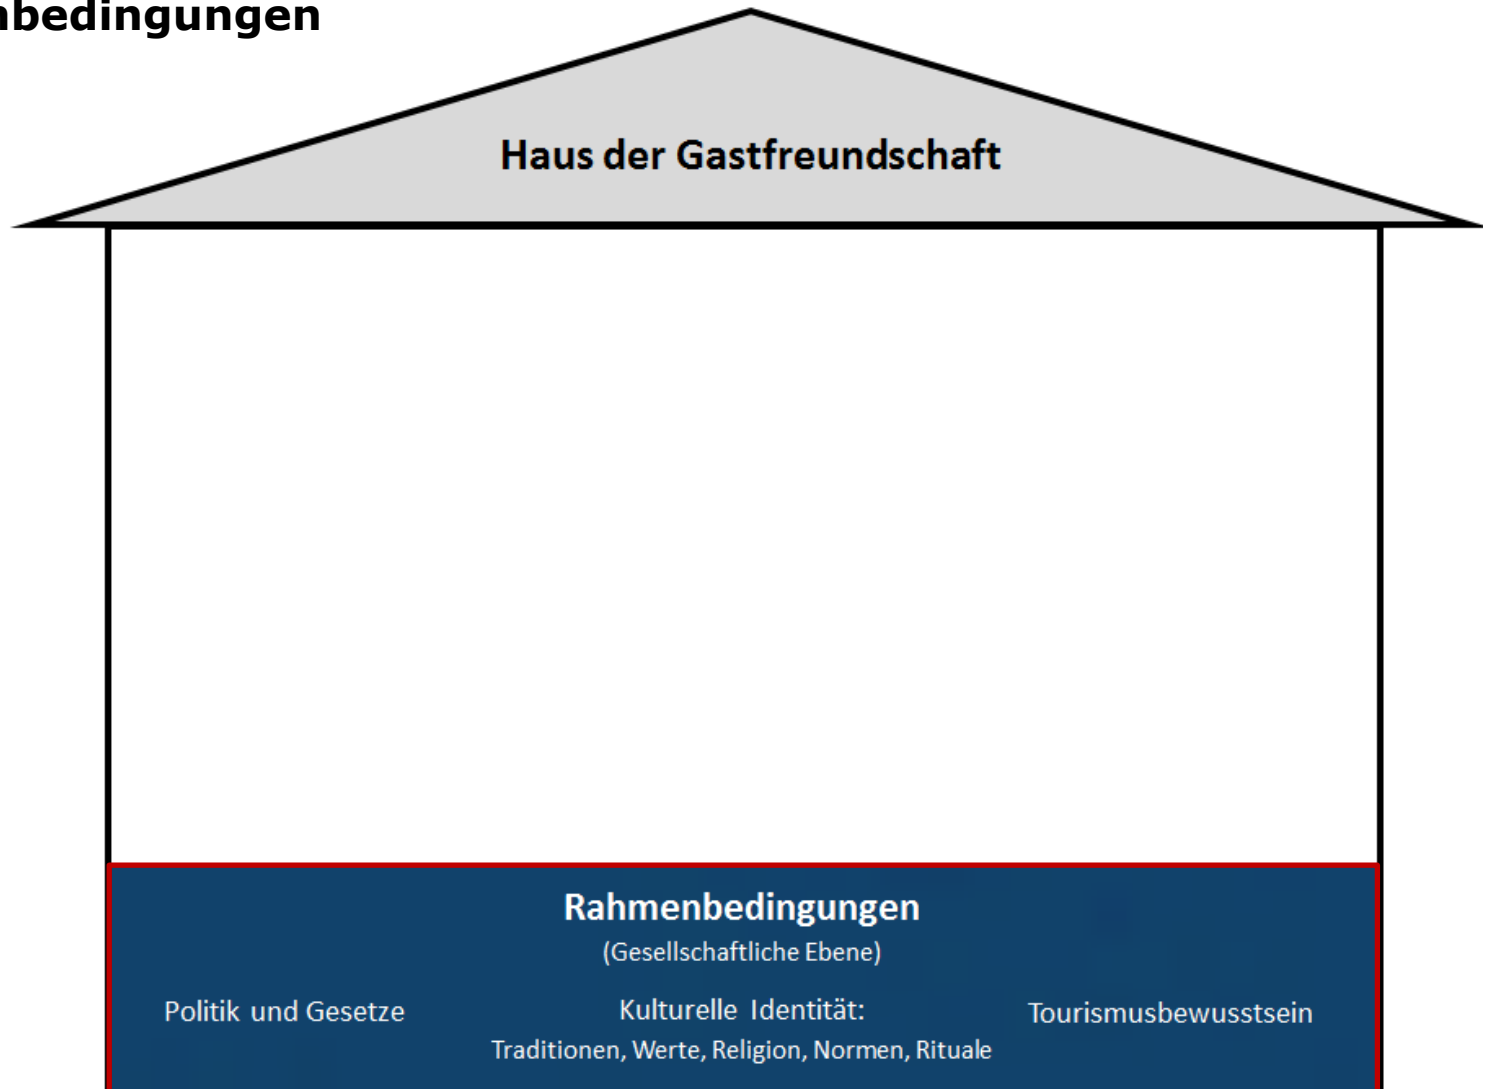 nbedingungen
Haus der Gastfreundschaft
Rahmenbedingungen
(Gesellschaftliche Ebene)
Politik und Gesetze
Kulturelle Identität:
Traditionen, Werte, Religion, Normen, Rituale
Tourismusbewusstsein